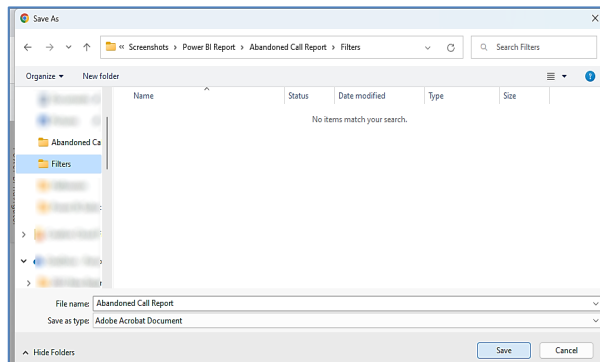 Save As
« Screenshots › Power BI Report › Abandoned Call Report › Filters
Search Filters
Organize
New folder
Name Status Date modified Type Size
No items match your search.
Abandoned Ca
Filters
File name: Abandoned Call Report
Save as type: Adobe Acrobat Document
Hide Folders
Save
Cancel